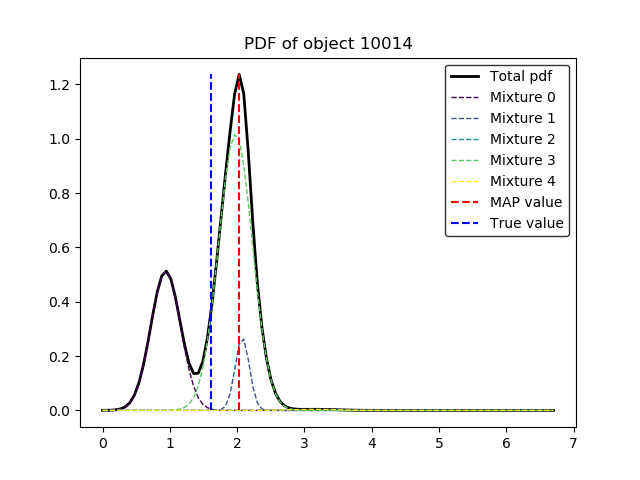 PDF of object 10014
Total pdf
Mixture 0
Mixture 1
Mixture 2
Mixture 3
Mixture 4
MAP value
True value
1.2
1.0
0.8
0.6
0.4
0.2
0.0
0 1 2 3 4 5 6 7